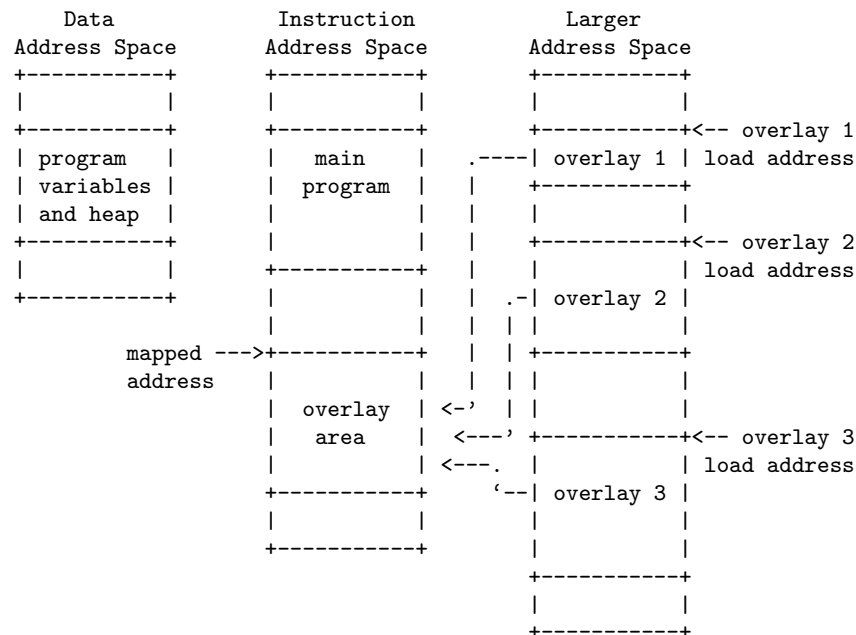 Data             Instruction            Larger
Address Space       Address Space        Address Space
+-----------+       +-----------+        +-----------+
|           |       |           |        |           |
+-----------+       +-----------+        +-----------+<-- overlay 1
| program   |       |   main    |   .----| overlay 1 | load address
| variables |       |  program  |   |    +-----------+
| and heap  |       |           |   |    |           |
+-----------+       |           |   |    +-----------+<-- overlay 2
|           |       +-----------+   |    |           | load address
+-----------+       |           |   |  .-| overlay 2 |
                    |           |   |  | |           |
         mapped --->+-----------+   |  | +-----------+
         address    |           |   |  | |           |
                    |  overlay  | <-'  | |           |
                    |   area    |  <---' +-----------+<-- overlay 3
                    |           | <---.  |           | load address
                    +-----------+     ‘--| overlay 3 |
                    |           |        |           |
                    +-----------+        |           |
                                         +-----------+
                                         |           |
                                         +-----------+